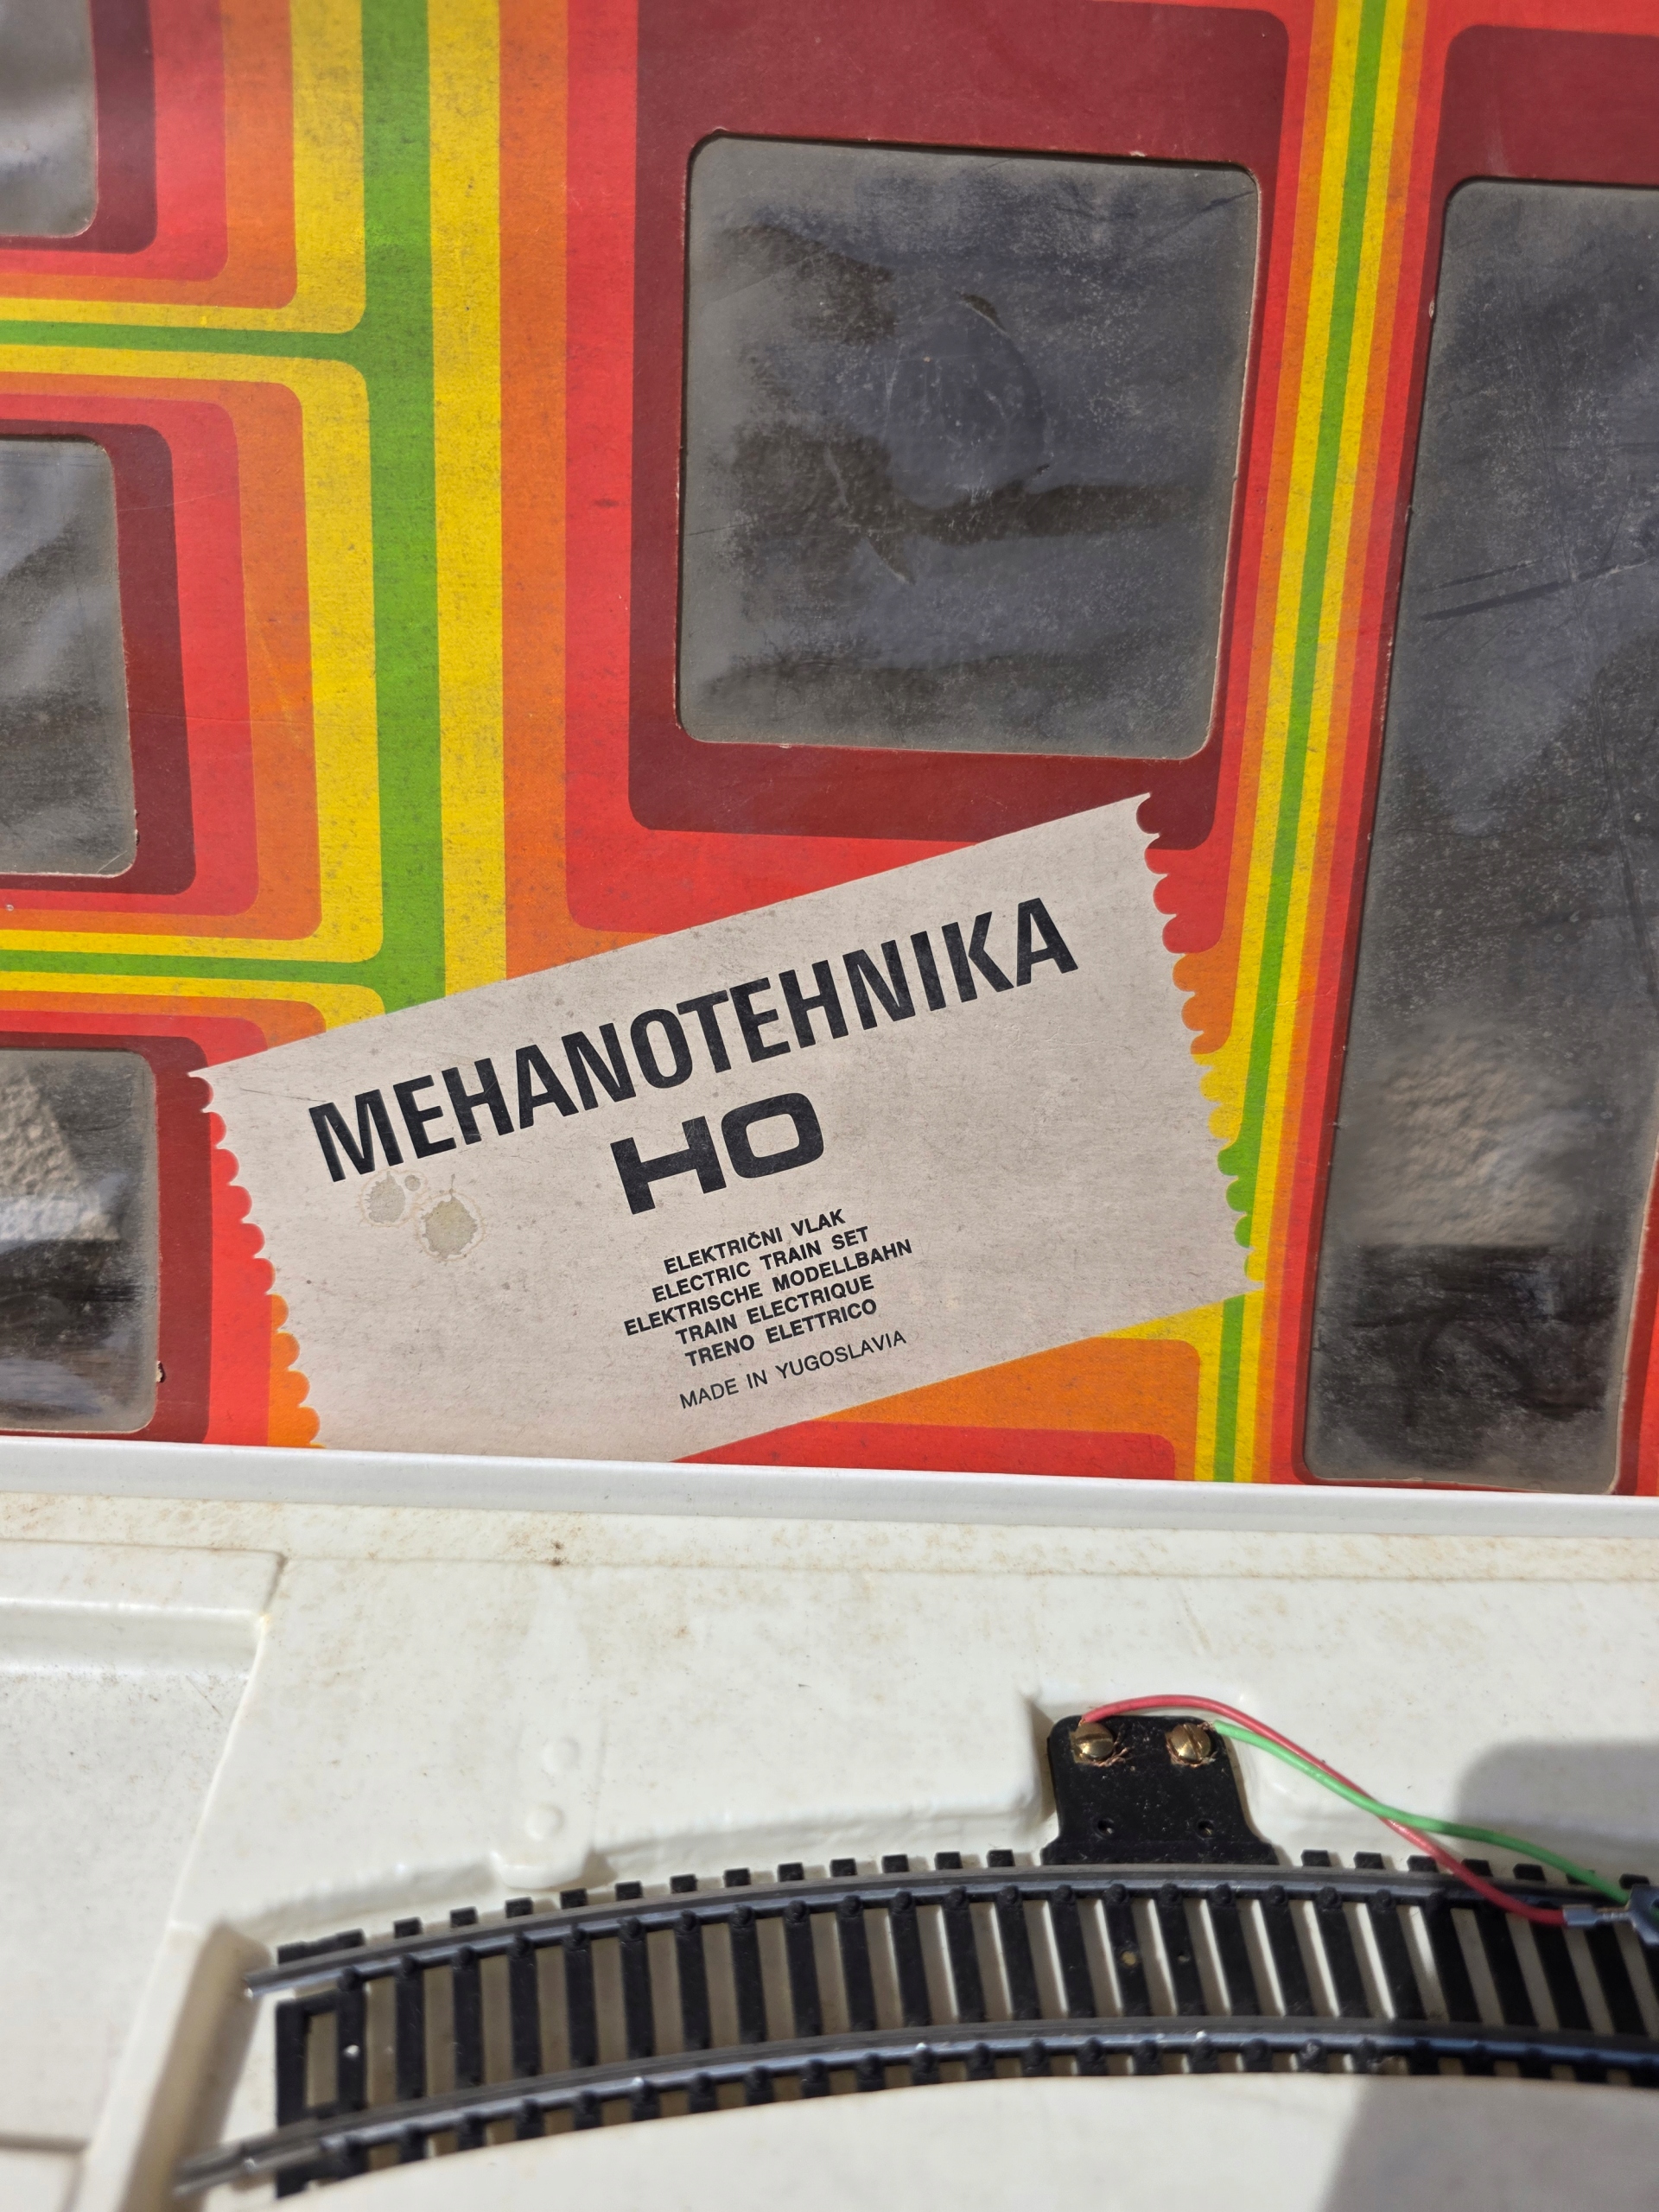 MEHANOTEHNIKA
HO
ELEKTRIČNI VLAK
ELECTRIC TRAIN SET
ELEKTRISCHE MODELLBAHN
TRAIN ELECTRIQUE
TRENO ELETTRICO
MADE IN YUGOSLAVIA